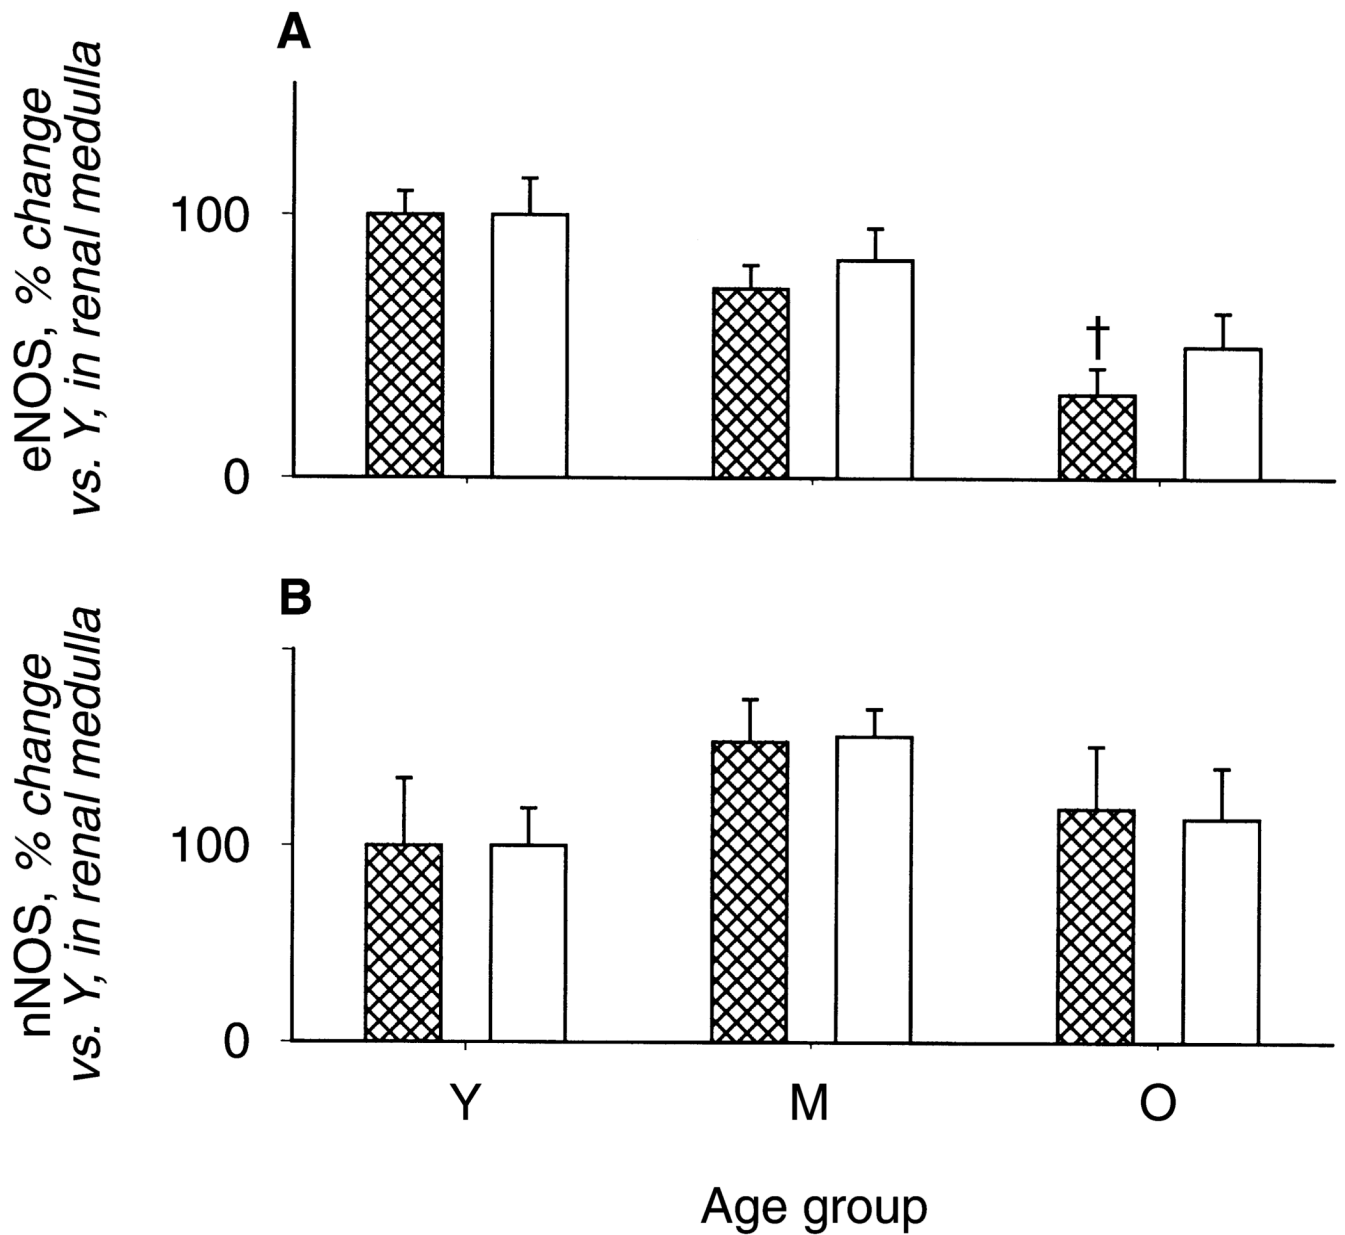 A
eNOS, % change
vs. Y, in renal medulla
100
0
†
B
nNOS, % change
vs. Y, in renal medulla
100
0
Y M O
Age group